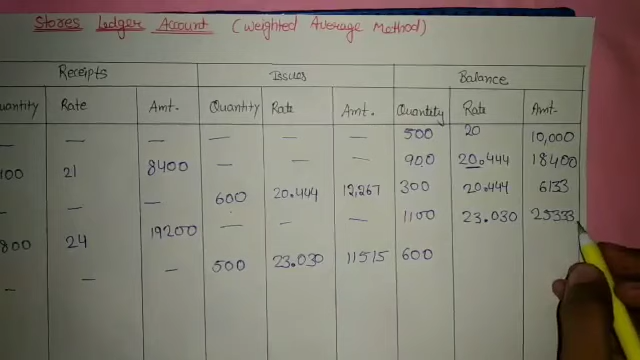 Stores Ledger Account (Weighted Average Method)
Receipts Issues Balance
uantity Rate Amt. Quantity Rate Amt. Quantity Rate Amt.
— — — — — — 500 20 10,000
100 21 8400 — — — 900 20.444 18400
— — — 600 20.444 12,267 300 20.444 6133
800 24 19200 — — — 1100 23.030 25333
— — — 500 23.030 11515 600